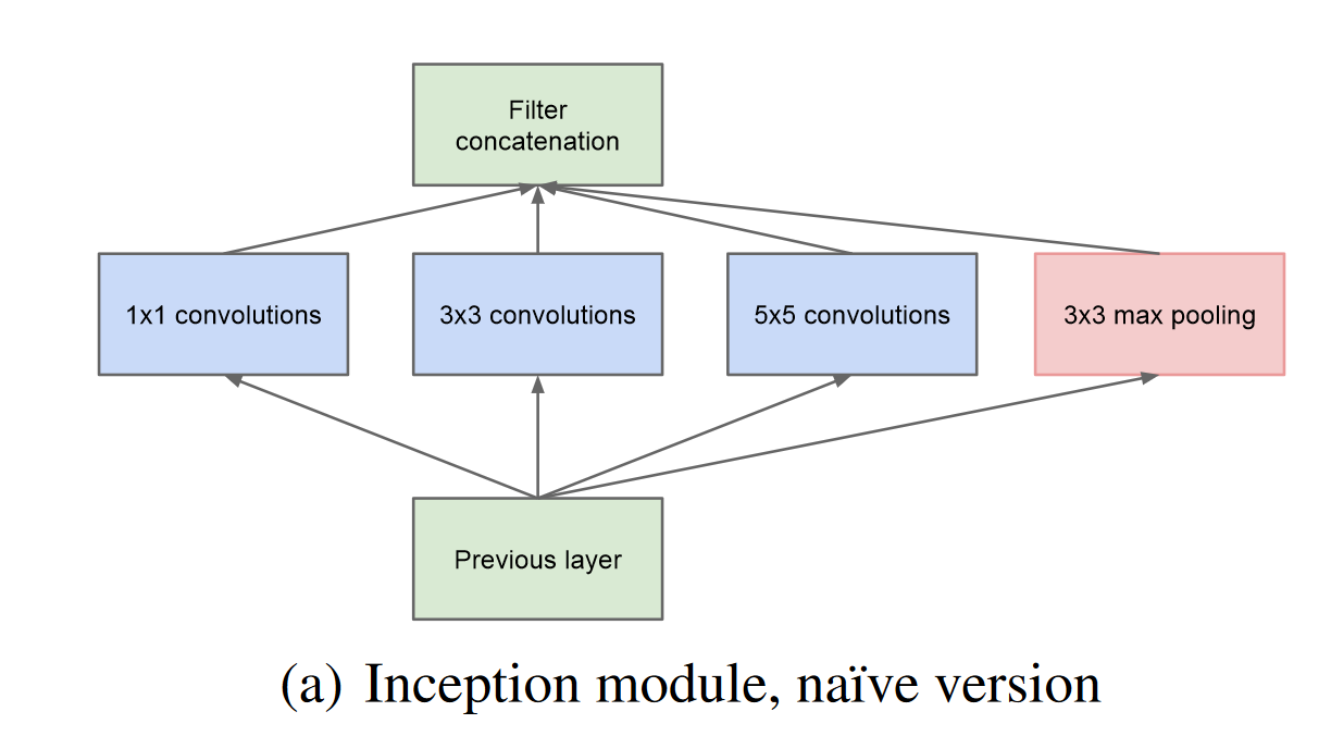 Filter
concatenation
1x1 convolutions
3x3 convolutions
5x5 convolutions
3x3 max pooling
Previous layer
(a) Inception module, naïve version